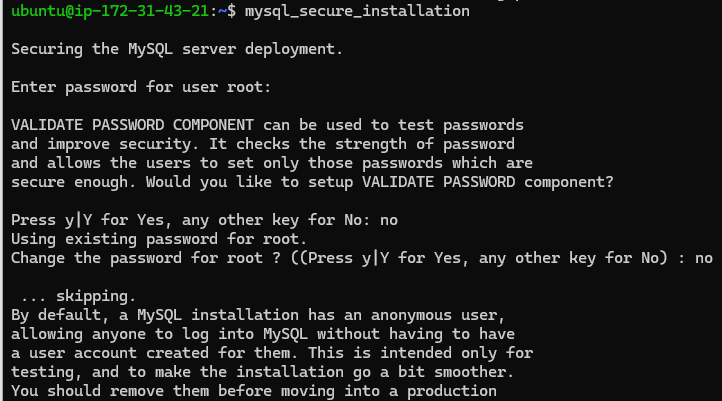 ubuntu@ip-172-31-43-21:~$ mysql_secure_installation
Securing the MySQL server deployment.
Enter password for user root:
VALIDATE PASSWORD COMPONENT can be used to test passwords
and improve security. It checks the strength of password
and allows the users to set only those passwords which are
secure enough. Would you like to setup VALIDATE PASSWORD component?
Press y|Y for Yes, any other key for No: no
Using existing password for root.
Change the password for root ? ((Press y|Y for Yes, any other key for No) : no
... skipping.
By default, a MySQL installation has an anonymous user,
allowing anyone to log into MySQL without having to have
a user account created for them. This is intended only for
testing, and to make the installation go a bit smoother.
You should remove them before moving into a production